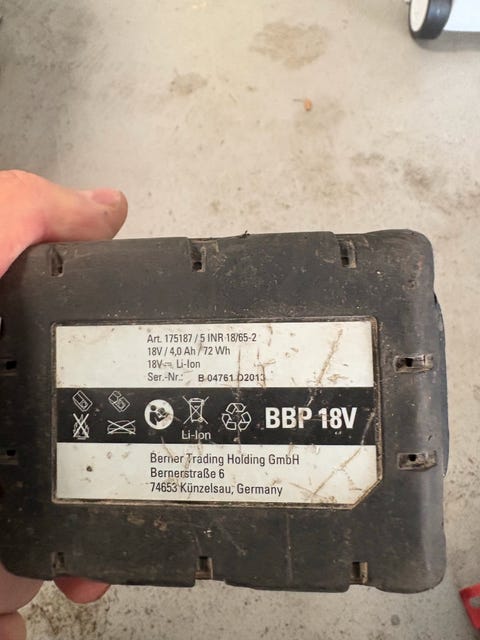 Art. 175187 / 5 INR 18/65-2
18V / 4,0 Ah / 72 Wh
18V⎓ Li-Ion
Ser.-Nr.: B 04761 D2013
Li-Ion
BBP 18V
Berner Trading Holding GmbH
Bernerstraße 6
74653 Künzelsau, Germany